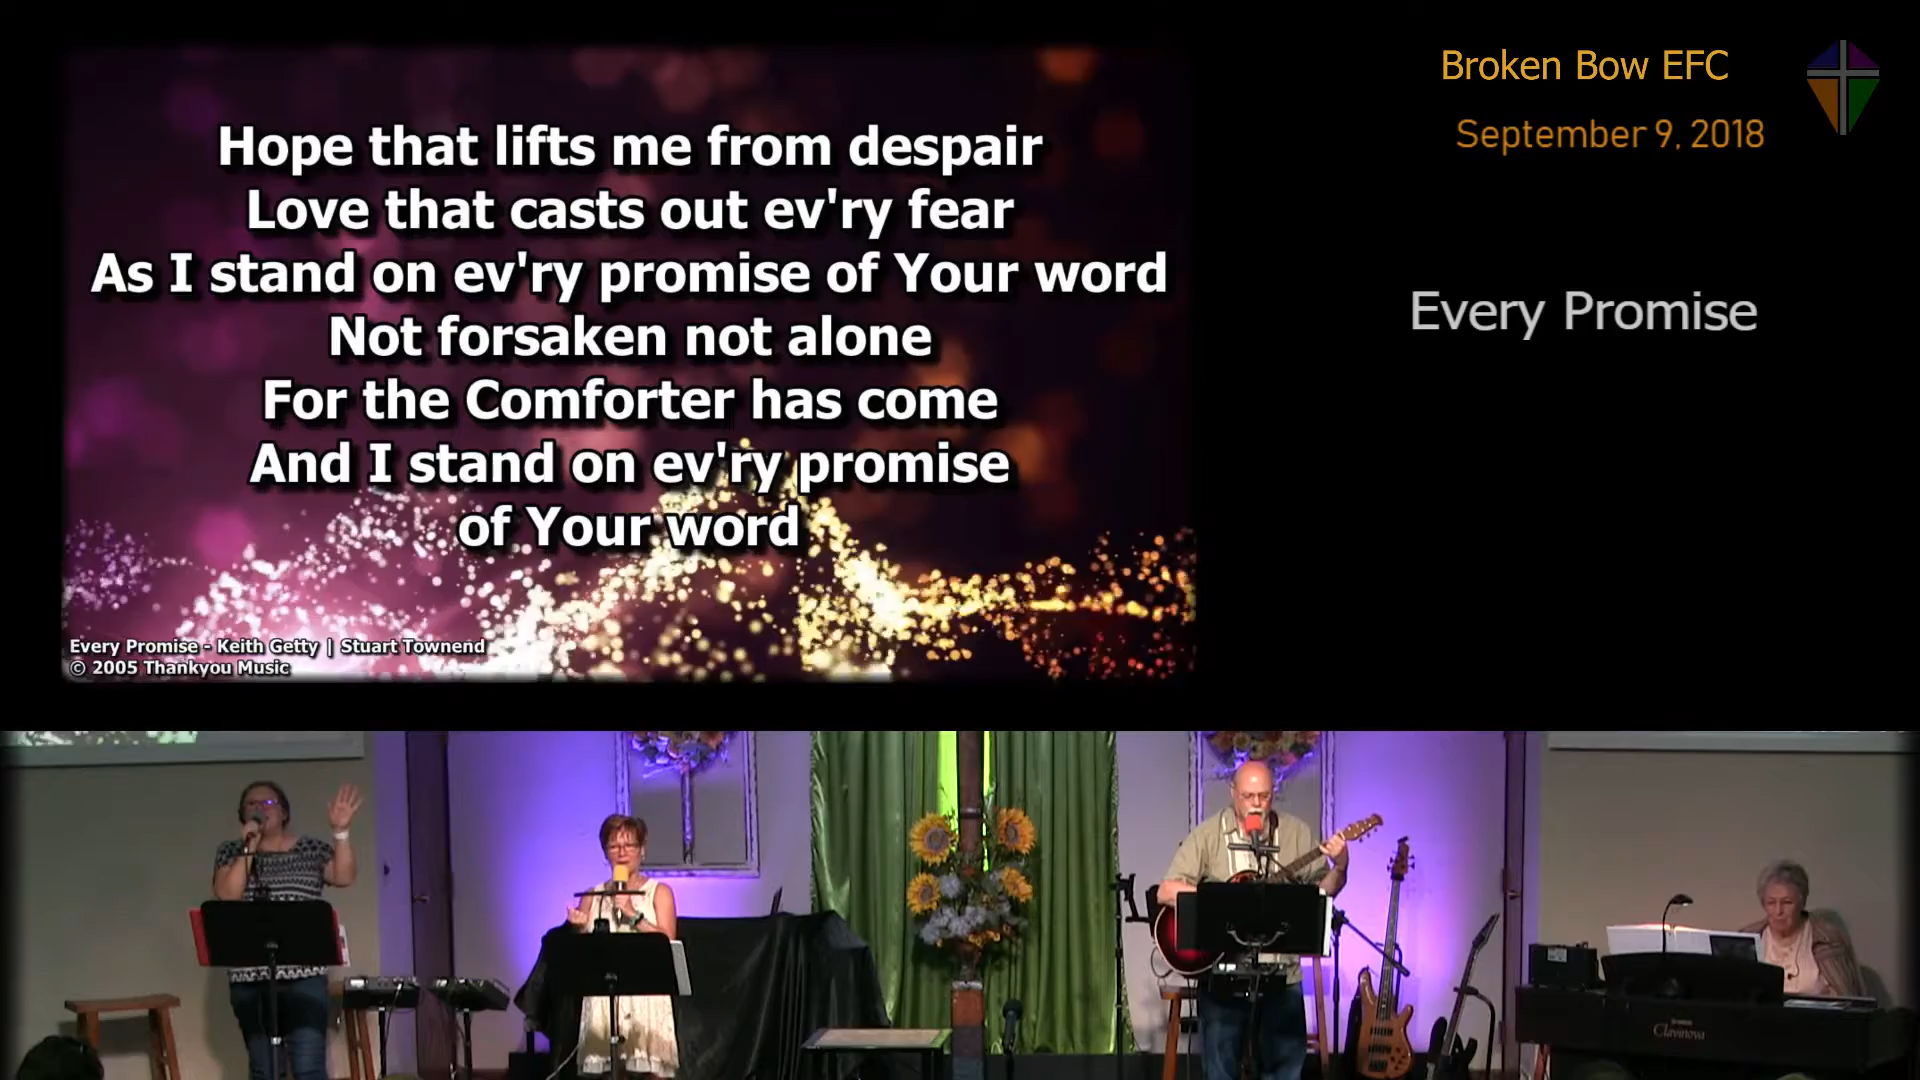 Hope that lifts me from despair
Love that casts out ev'ry fear
As I stand on ev'ry promise of Your word
Not forsaken not alone
For the Comforter has come
And I stand on ev'ry promise
of Your word
Every Promise - Keith Getty | Stuart Townend
© 2005 Thankyou Music
Broken Bow EFC
September 9, 2018
Every Promise
Clavinova